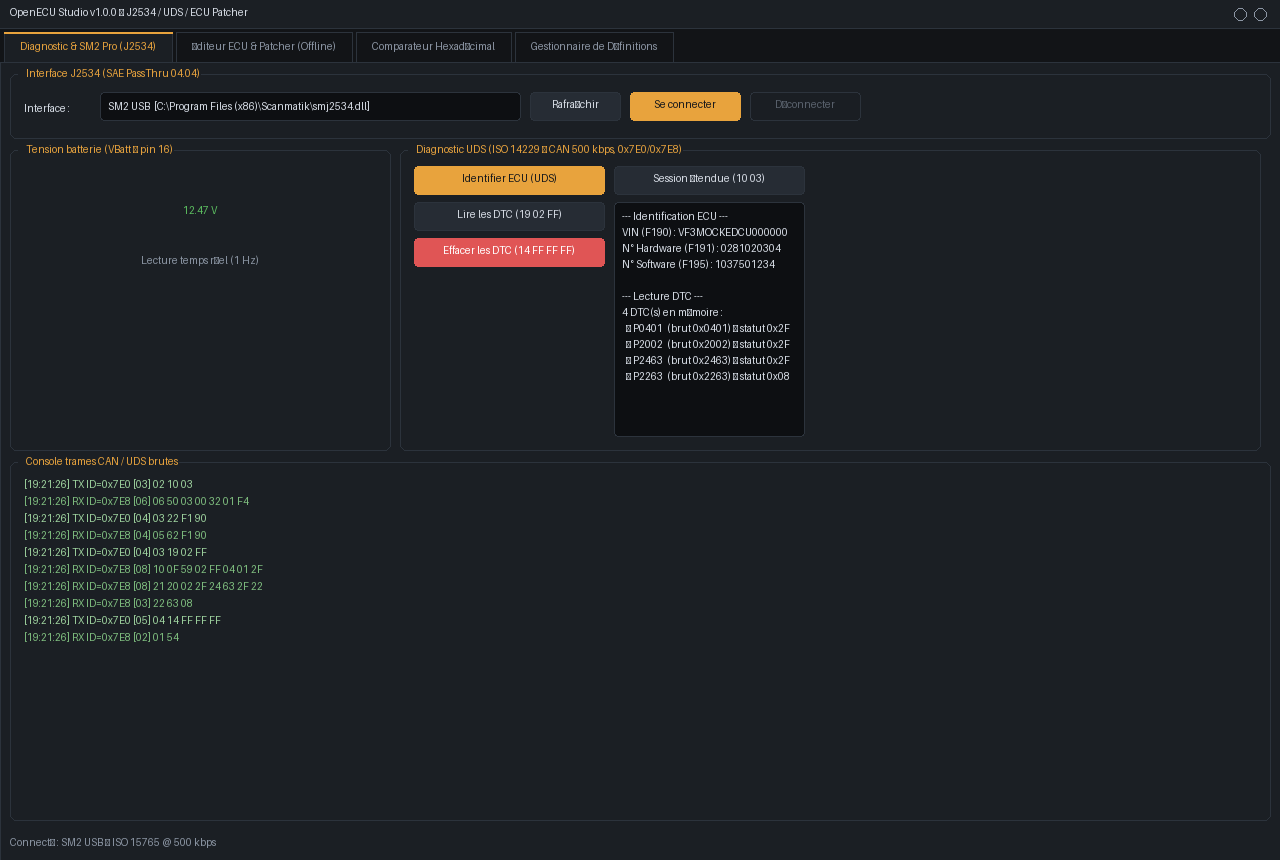 OpenECU Studio v1.0.0 ▯ J2534 / UDS / ECU Patcher
Diagnostic & SM2 Pro (J2534)
▯diteur ECU & Patcher (Offline)
Comparateur Hexad▯cimal
Gestionnaire de D▯finitions
Interface J2534 (SAE PassThru 04.04)
Interface :
SM2 USB [C:\Program Files (x86)\Scanmatik\smj2534.dll]
Rafra▯chir
Se connecter
D▯connecter
Tension batterie (VBatt ▯ pin 16)
12.47 V
Lecture temps r▯el (1 Hz)
Diagnostic UDS (ISO 14229 ▯ CAN 500 kbps, 0x7E0/0x7E8)
Identifier ECU (UDS)
Session ▯tendue (10 03)
Lire les DTC (19 02 FF)
Effacer les DTC (14 FF FF FF)
--- Identification ECU ---
VIN (F190) : VF3MOCKEDCU000000
N° Hardware (F191) : 0281020304
N° Software (F195) : 1037501234
--- Lecture DTC ---
4 DTC(s) en m▯moire :
▯ P0401 (brut 0x0401) ▯ statut 0x2F
▯ P2002 (brut 0x2002) ▯ statut 0x2F
▯ P2463 (brut 0x2463) ▯ statut 0x2F
▯ P2263 (brut 0x2263) ▯ statut 0x08
Console trames CAN / UDS brutes
[19:21:26] TX ID=0x7E0 [03] 02 10 03
[19:21:26] RX ID=0x7E8 [06] 06 50 03 00 32 01 F4
[19:21:26] TX ID=0x7E0 [04] 03 22 F1 90
[19:21:26] RX ID=0x7E8 [04] 05 62 F1 90
[19:21:26] TX ID=0x7E0 [04] 03 19 02 FF
[19:21:26] RX ID=0x7E8 [08] 10 0F 59 02 FF 04 01 2F
[19:21:26] RX ID=0x7E8 [08] 21 20 02 2F 24 63 2F 22
[19:21:26] RX ID=0x7E8 [03] 22 63 08
[19:21:26] TX ID=0x7E0 [05] 04 14 FF FF FF
[19:21:26] RX ID=0x7E8 [02] 01 54
Connect▯ : SM2 USB ▯ ISO 15765 @ 500 kbps